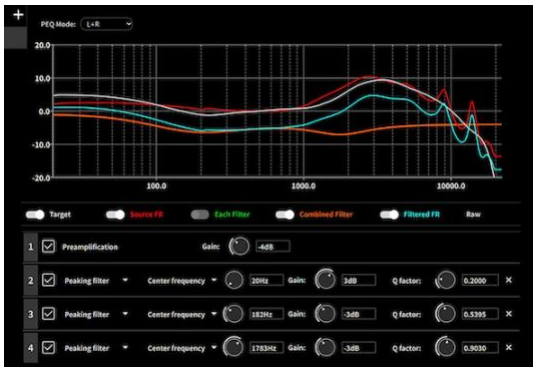 +
PEQ Mode: L+R
20.0
10.0
0.0
-10.0
-20.0
100.0 1000.0 10000.0
Target Source FR Each Filter Combined Filter Filtered FR Raw
1 Preamplification Gain: -4dB
2 Peaking filter Center frequency 20Hz Gain: 3dB Q factor: 0.2000 ×
3 Peaking filter Center frequency 182Hz Gain: -3dB Q factor: 0.5395 ×
4 Peaking filter Center frequency 1783Hz Gain: -3dB Q factor: 0.9030 ×